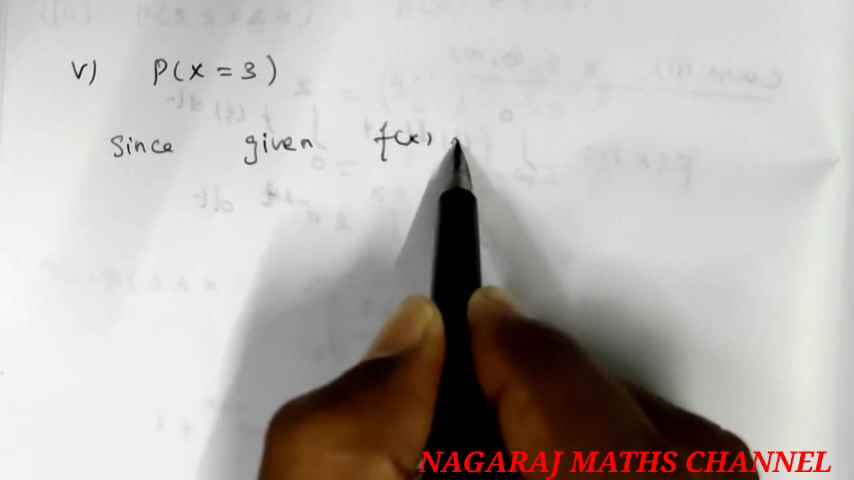 v) P(x = 3)
Since given f(x)
NAGARAJ MATHS CHANNEL